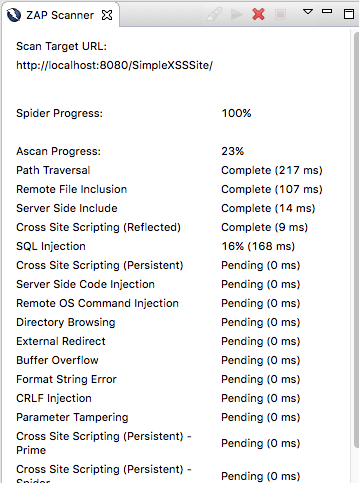 ZAP Scanner
Scan Target URL:
http://localhost:8080/SimpleXSSSite/
Spider Progress: 100%
Ascan Progress: 23%
Path Traversal Complete (217 ms)
Remote File Inclusion Complete (107 ms)
Server Side Include Complete (14 ms)
Cross Site Scripting (Reflected) Complete (9 ms)
SQL Injection 16% (168 ms)
Cross Site Scripting (Persistent) Pending (0 ms)
Server Side Code Injection Pending (0 ms)
Remote OS Command Injection Pending (0 ms)
Directory Browsing Pending (0 ms)
External Redirect Pending (0 ms)
Buffer Overflow Pending (0 ms)
Format String Error Pending (0 ms)
CRLF Injection Pending (0 ms)
Parameter Tampering Pending (0 ms)
Cross Site Scripting (Persistent) -
Prime Pending (0 ms)
Cross Site Scripting (Persistent) -
Spider Pending (0 ms)